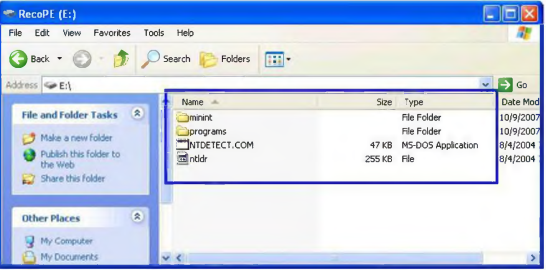 RecoPE (E:)
File Edit View Favorites Tools Help
Back Search Folders
Address E:\ Go
Name Size Type Date Mod
File and Folder Tasks
Make a new folder
Publish this folder to
the Web
Share this folder
Other Places
My Computer
My Documents
minint File Folder 10/9/2007
programs File Folder 10/9/2007
NTDETECT.COM 47 KB MS-DOS Application 8/4/2004
ntldr 255 KB File 8/4/2004